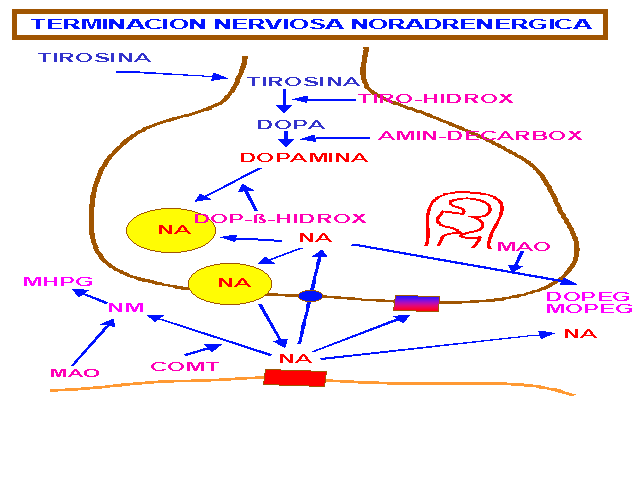 TERMINACION NERVIOSA NORADRENERGICA
TIROSINA
TIROSINA
TIRO-HIDROX
DOPA
AMIN-DECARBOX
DOPAMINA
DOP-ß-HIDROX
NA
NA
MAO
NA
MHPG
DOPEG
MOPEG
NM
NA
NA
COMT
MAO